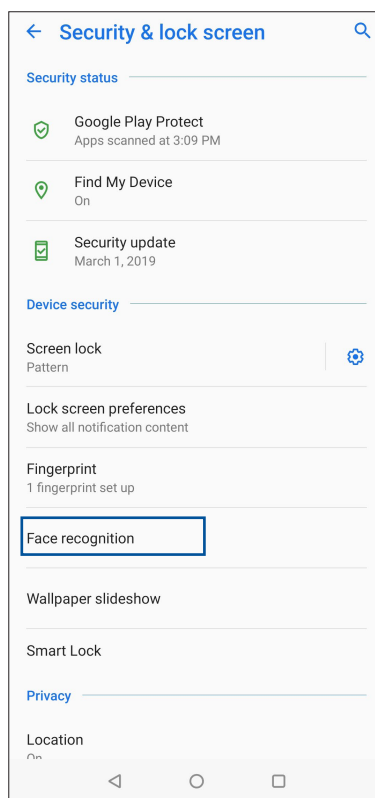 Security & lock screen
Security status
Google Play Protect
Apps scanned at 3:09 PM
Find My Device
On
Security update
March 1, 2019
Device security
Screen lock
Pattern
Lock screen preferences
Show all notification content
Fingerprint
1 fingerprint set up
Face recognition
Wallpaper slideshow
Smart Lock
Privacy
Location
On